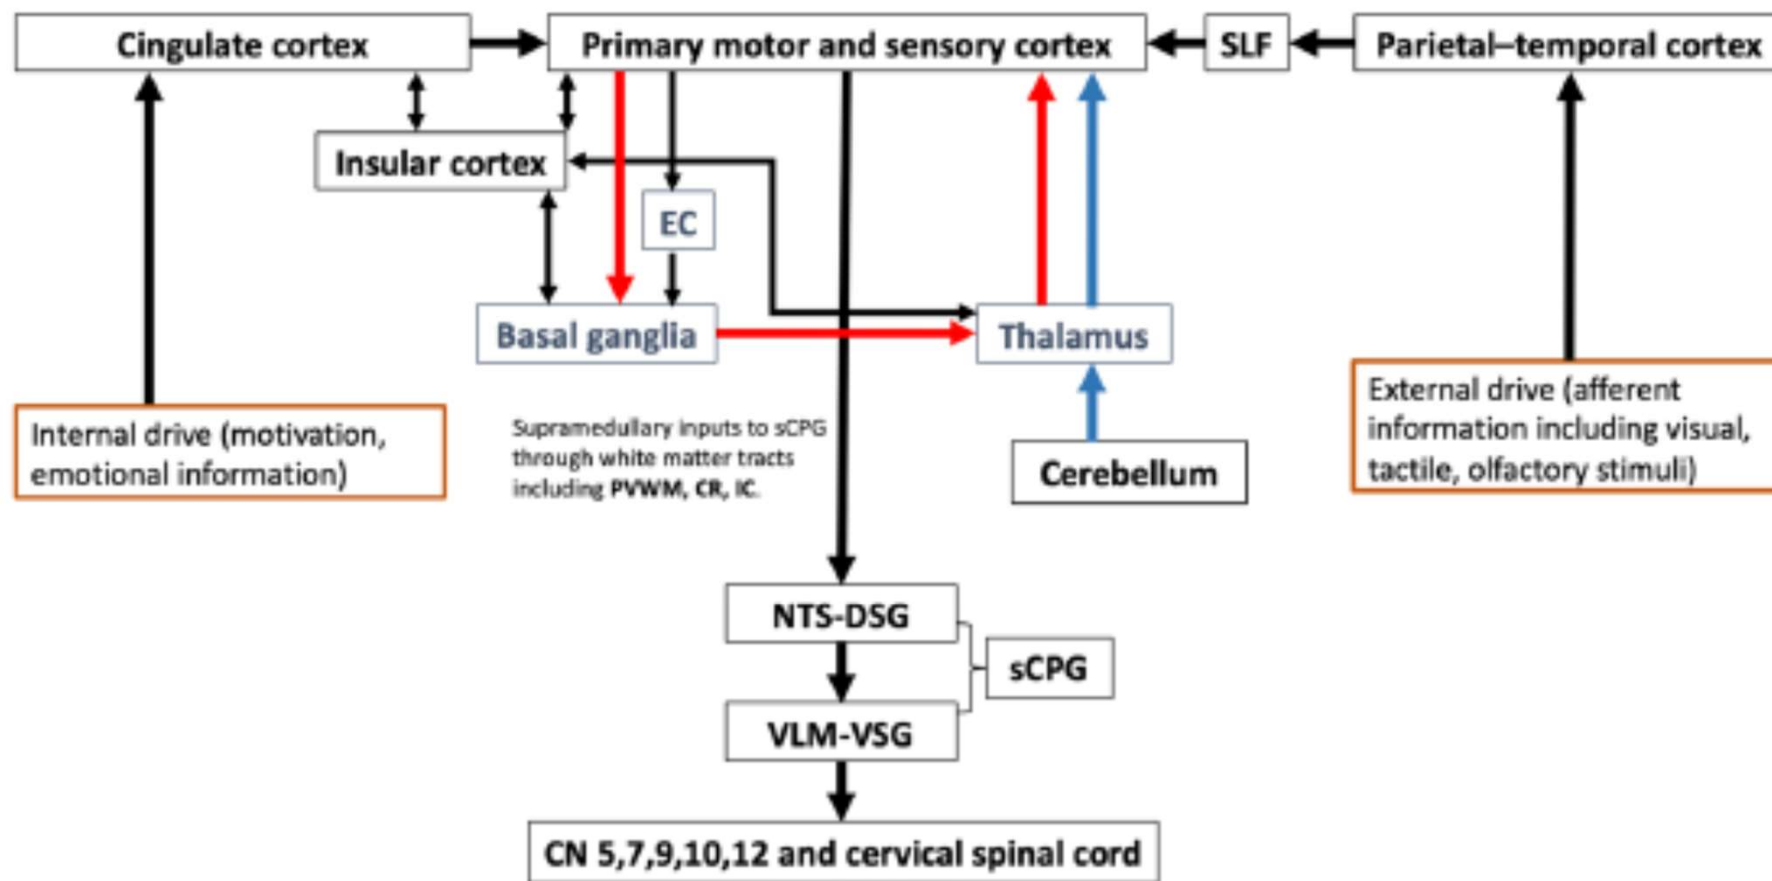 Cingulate cortex
Primary motor and sensory cortex
SLF
Parietal–temporal cortex
Insular cortex
EC
Basal ganglia
Thalamus
Internal drive (motivation,
emotional information)
Supramedullary inputs to sCPG
through white matter tracts
including PVWM, CR, IC.
Cerebellum
External drive (afferent
information including visual,
tactile, olfactory stimuli)
NTS-DSG
sCPG
VLM-VSG
CN 5,7,9,10,12 and cervical spinal cord